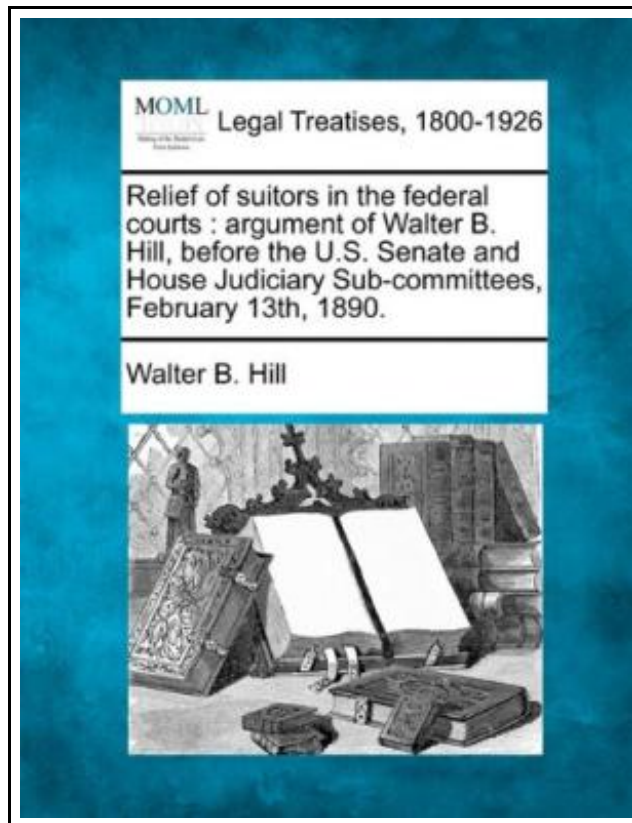 MOML
Legal Treatises, 1800-1926
Relief of suitors in the federal
courts : argument of Walter B.
Hill, before the U.S. Senate and
House Judiciary Sub-committees,
February 13th, 1890.
Walter B. Hill